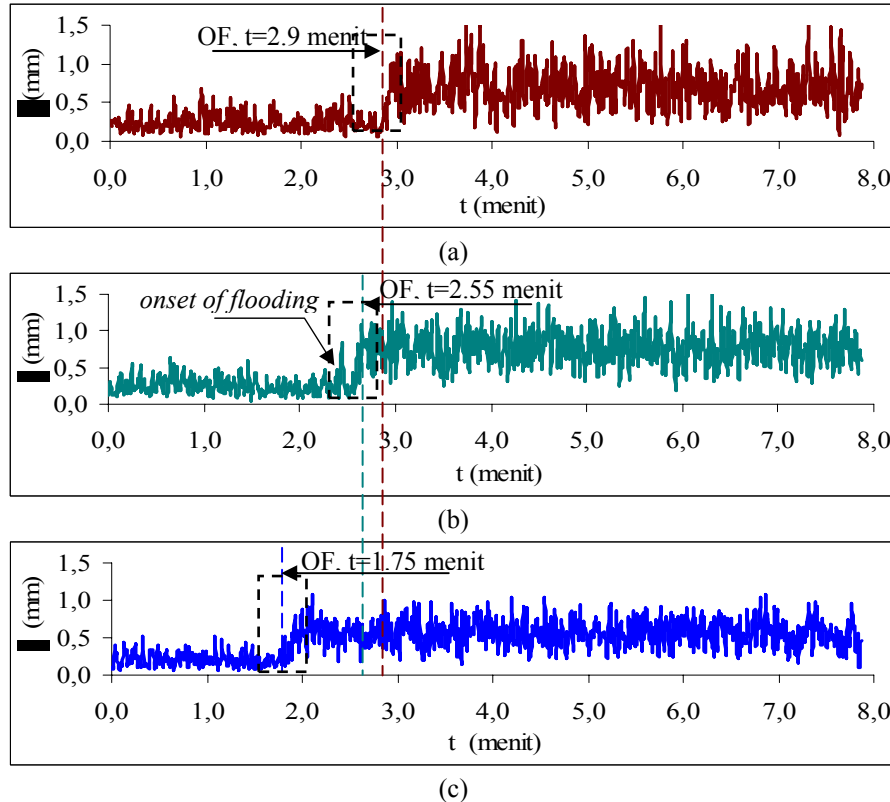 1,5
OF. t=2.9 menit
1,0
0,5
0,0
(mm)
0,0 1,0 2,0 3,0 4,0 5,0 6,0 7,0 8,0
t (menit)
(a)
1,5
OF. t=2.55 menit
onset of flooding
1,0
0,5
0,0
(mm)
0,0 1,0 2,0 3,0 4,0 5,0 6,0 7,0 8,0
t (menit)
(b)
1,5
OF. t=1.75 menit
1,0
0,5
0,0
(mm)
0,0 1,0 2,0 3,0 4,0 5,0 6,0 7,0 8,0
t (menit)
(c)